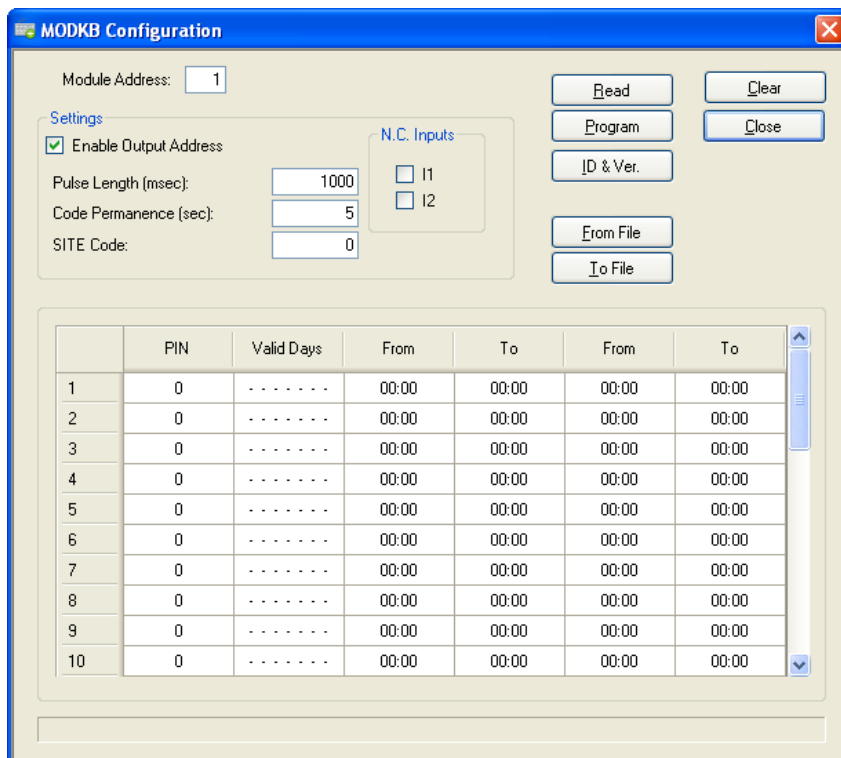 MODKB Configuration
Module Address: 1
Settings
Enable Output Address
Pulse Length (msec): 1000
Code Permanence (sec): 5
SITE Code: 0
N.C. Inputs
I1
I2
Read
Program
ID & Ver.
From File
To File
Clear
Close
PIN Valid Days From To From To
1 0 - - - - - - - 00:00 00:00 00:00 00:00
2 0 - - - - - - - 00:00 00:00 00:00 00:00
3 0 - - - - - - - 00:00 00:00 00:00 00:00
4 0 - - - - - - - 00:00 00:00 00:00 00:00
5 0 - - - - - - - 00:00 00:00 00:00 00:00
6 0 - - - - - - - 00:00 00:00 00:00 00:00
7 0 - - - - - - - 00:00 00:00 00:00 00:00
8 0 - - - - - - - 00:00 00:00 00:00 00:00
9 0 - - - - - - - 00:00 00:00 00:00 00:00
10 0 - - - - - - - 00:00 00:00 00:00 00:00